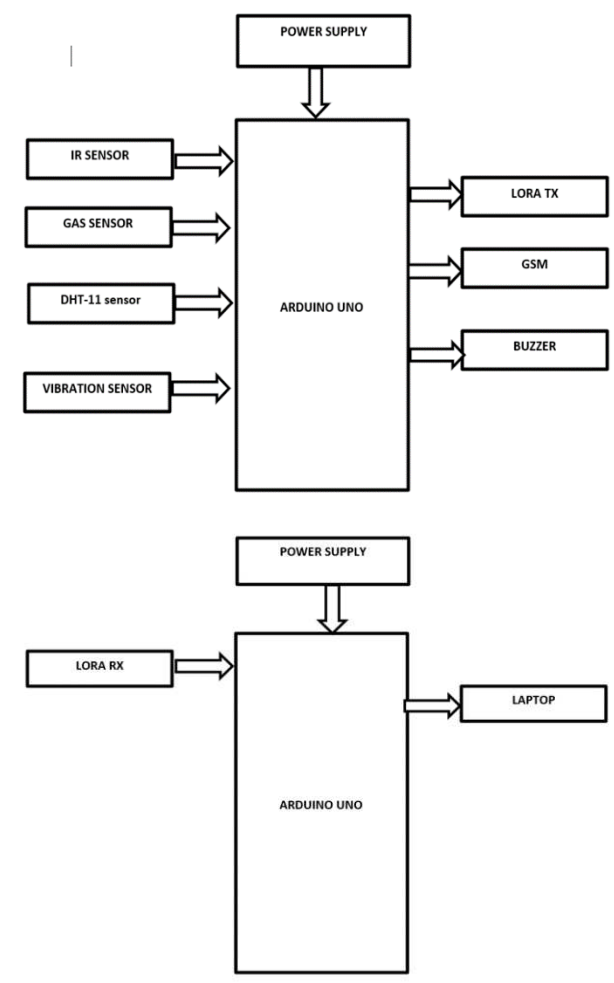 POWER SUPPLY
IR SENSOR
GAS SENSOR
DHT-11 sensor
VIBRATION SENSOR
ARDUINO UNO
LORA TX
GSM
BUZZER
POWER SUPPLY
LORA RX
ARDUINO UNO
LAPTOP